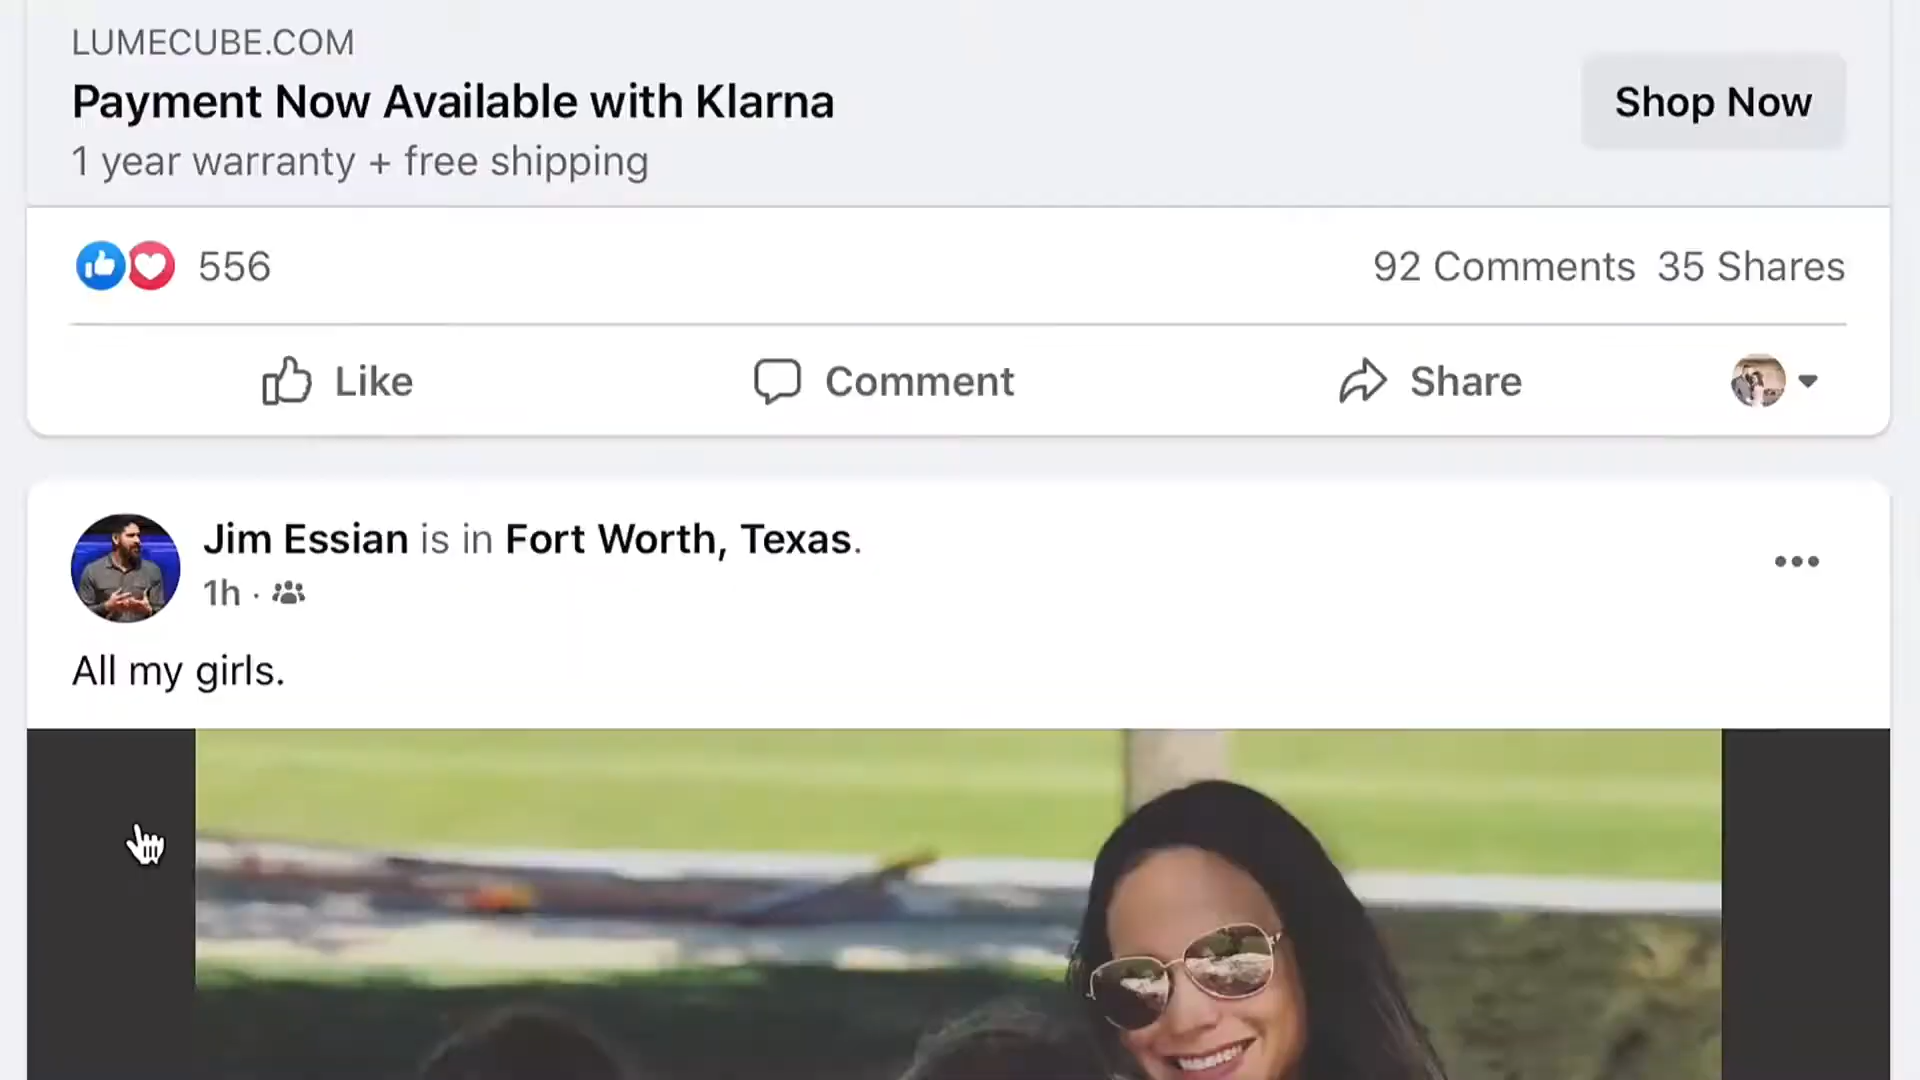 LUMECUBE.COM
Payment Now Available with Klarna
1 year warranty + free shipping
Shop Now
556
92 Comments 35 Shares
Like
Comment
Share
Jim Essian is in Fort Worth, Texas.
1h ·
All my girls.